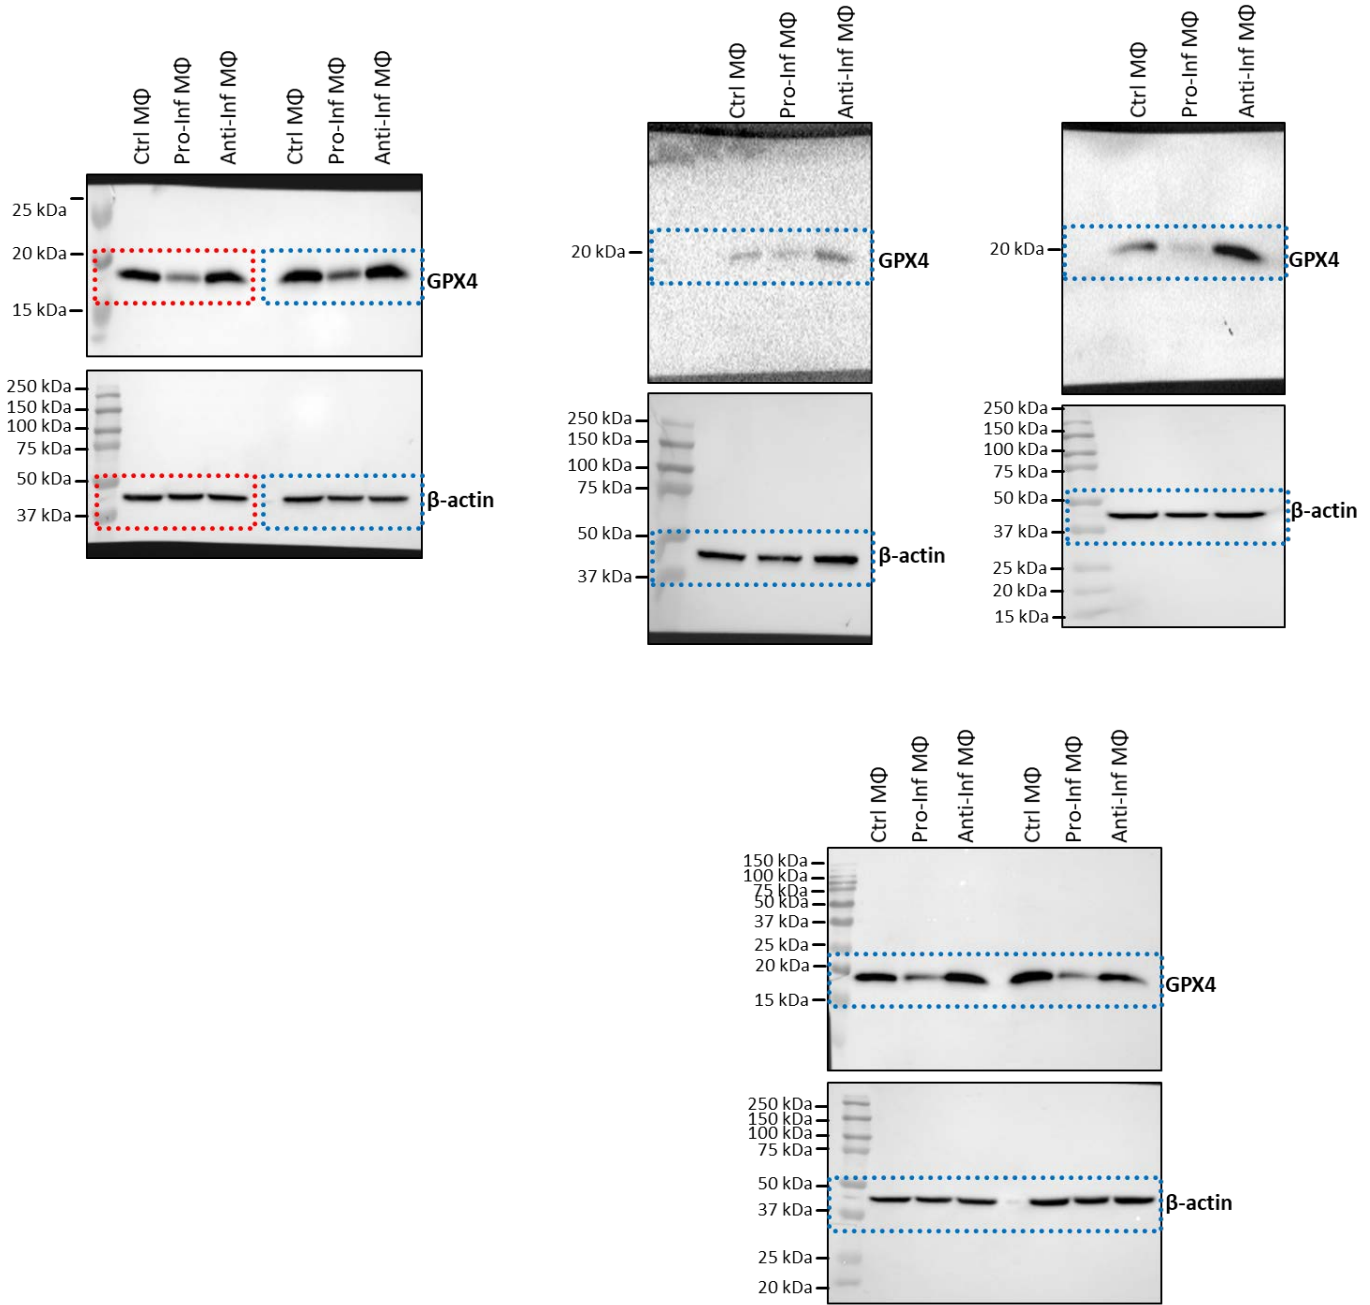 Ctrl MΦ
Pro-Inf MΦ
Anti-Inf MΦ
Ctrl MΦ
Pro-Inf MΦ
Anti-Inf MΦ
25 kDa
20 kDa
15 kDa
GPX4
250 kDa
150 kDa
100 kDa
75 kDa
50 kDa
37 kDa
β-actin
Ctrl MΦ
Pro-Inf MΦ
Anti-Inf MΦ
20 kDa
GPX4
250 kDa
150 kDa
100 kDa
75 kDa
50 kDa
37 kDa
β-actin
Ctrl MΦ
Pro-Inf MΦ
Anti-Inf MΦ
20 kDa
GPX4
250 kDa
150 kDa
100 kDa
75 kDa
50 kDa
37 kDa
25 kDa
20 kDa
15 kDa
β-actin
Ctrl MΦ
Pro-Inf MΦ
Anti-Inf MΦ
Ctrl MΦ
Pro-Inf MΦ
Anti-Inf MΦ
150 kDa
100 kDa
75 kDa
50 kDa
37 kDa
25 kDa
20 kDa
15 kDa
GPX4
250 kDa
150 kDa
100 kDa
75 kDa
50 kDa
37 kDa
25 kDa
20 kDa
β-actin